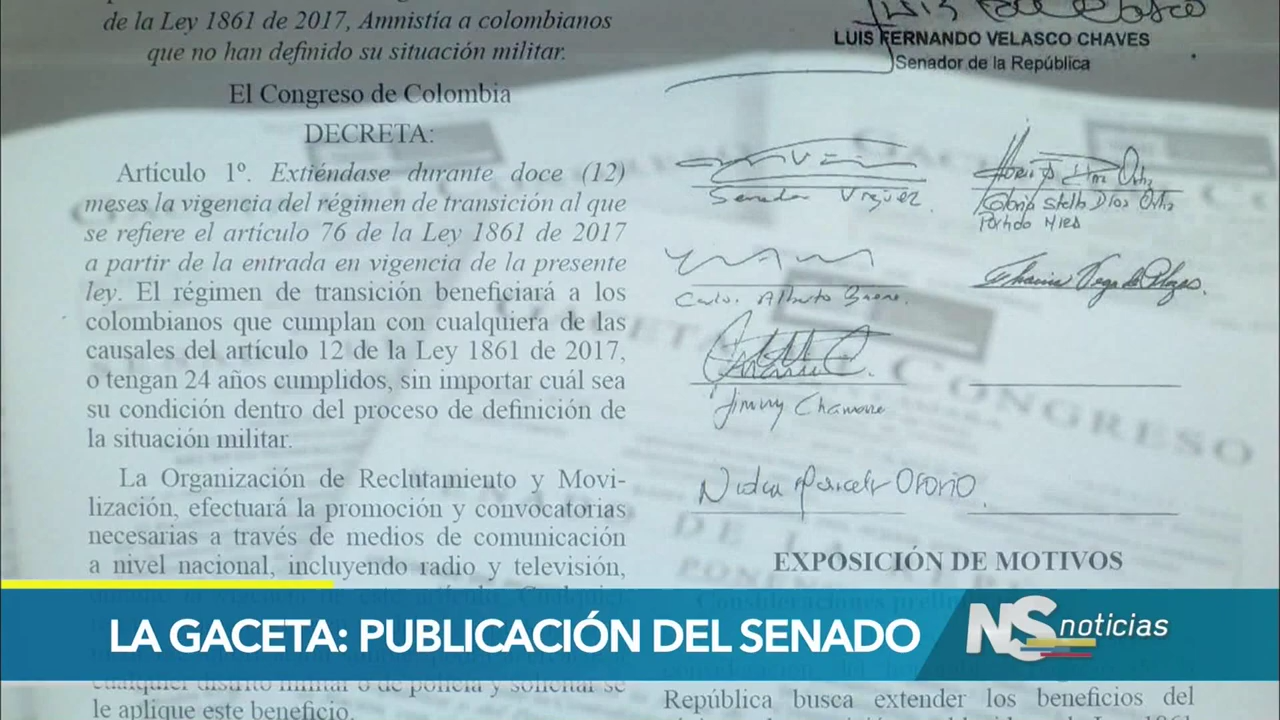 de la Ley 1861 de 2017, Amnistía a colombianos
que no han definido su situación militar.
El Congreso de Colombia
DECRETA:
Artículo 1º. Extiéndase durante doce (12)
meses la vigencia del régimen de transición al que
se refiere el artículo 76 de la Ley 1861 de 2017
a partir de la entrada en vigencia de la presente
ley. El régimen de transición beneficiará a los
colombianos que cumplan con cualquiera de las
causales del artículo 12 de la Ley 1861 de 2017,
o tengan 24 años cumplidos, sin importar cuál sea
su condición dentro del proceso de definición de
la situación militar.
La Organización de Reclutamiento y Movi-
lización, efectuará la promoción y convocatorias
necesarias a través de medios de comunicación
a nivel nacional, incluyendo radio y televisión,
cualquier distrito militar o de policía y solicitar se
le aplique este beneficio.
LUIS FERNANDO VELASCO CHAVES
Senador de la República
Senador
Carlos Alberto
Jimmy Chamorro
Nadia
EXPOSICIÓN DE MOTIVOS
República busca extender los beneficios del
CONGRESO
LA GACETA: PUBLICACIÓN DEL SENADO
NS noticias